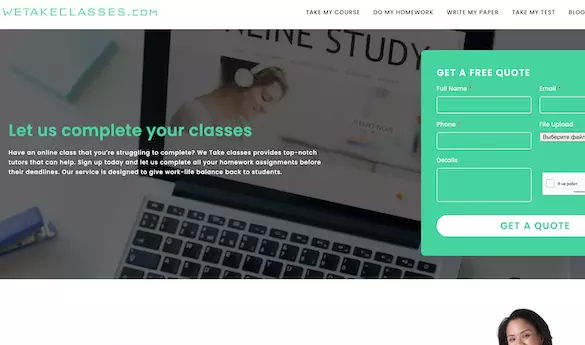 WETAKECLASSES.COM
TAKE MY COURSE DO MY HOMEWORK WRITE MY PAPER TAKE MY TEST BLOG
ONLINE STUDY
GET A FREE QUOTE
Full Name * Email *
Phone File Upload
Выберите файл
Let us complete your classes
Have an online class that you're struggling to complete? We Take classes provides top-notch
tutors that can help. Sign up today and let us complete all your homework assignments before
their deadlines. Our service is designed to give work-life balance back to students.
Details
Я не робот
GET A QUOTE